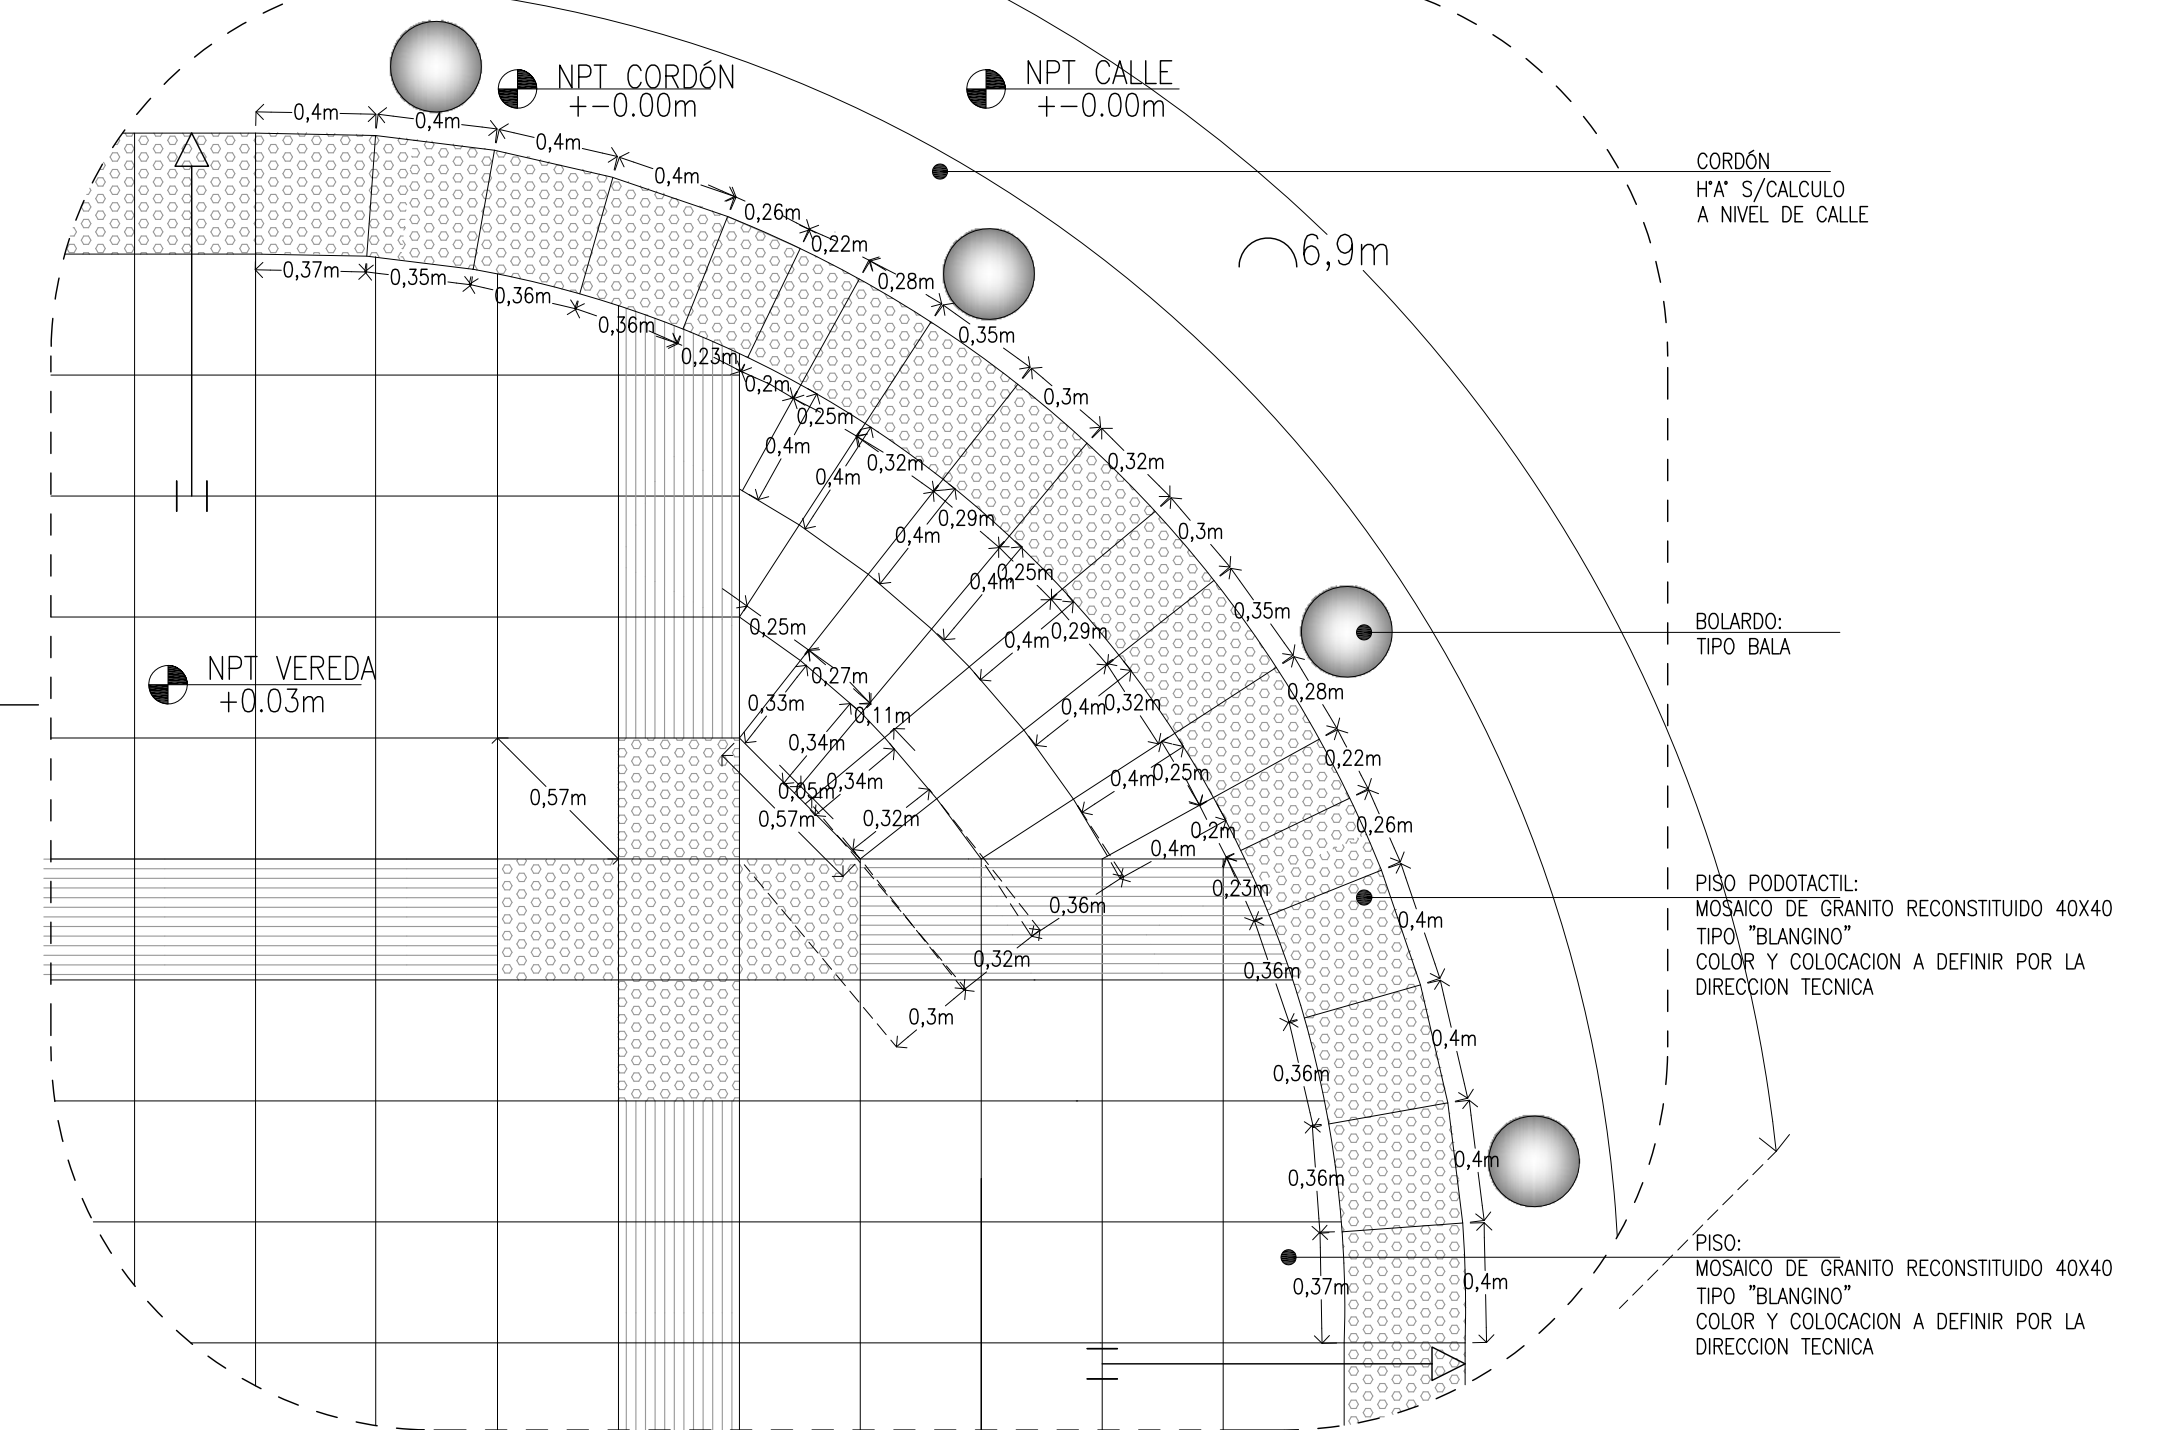 NPT CORDÓN
+-0.00m
NPT CALLE
+-0.00m
0,4m
0,4m
0,4m
0,4m
0,26m
0,22m
0,28m
0,35m
0,3m
0,32m
0,3m
0,35m
0,28m
0,22m
0,26m
0,4m
0,4m
0,4m
0,4m
CORDÓN
H°A° S/CALCULO
A NIVEL DE CALLE
6,9m
0,37m
0,35m
0,36m
0,36m
0,23m
0,2m
0,25m
0,32m
0,29m
0,25m
0,29m
0,32m
0,25m
0,2m
0,23m
0,36m
0,36m
0,36m
0,37m
0,4m
0,4m
0,4m
0,4m
0,4m
0,4m
0,4m
0,4m
BOLARDO:
TIPO BALA
NPT VEREDA
+0.03m
0,25m
0,27m
0,11m
0,33m
0,34m
0,34m
0,05m
0,32m
0,57m
0,57m
0,36m
0,32m
0,3m
PISO PODOTACTIL:
MOSAICO DE GRANITO RECONSTITUIDO 40X40
TIPO "BLANGINO"
COLOR Y COLOCACION A DEFINIR POR LA
DIRECCION TECNICA
PISO:
MOSAICO DE GRANITO RECONSTITUIDO 40X40
TIPO "BLANGINO"
COLOR Y COLOCACION A DEFINIR POR LA
DIRECCION TECNICA